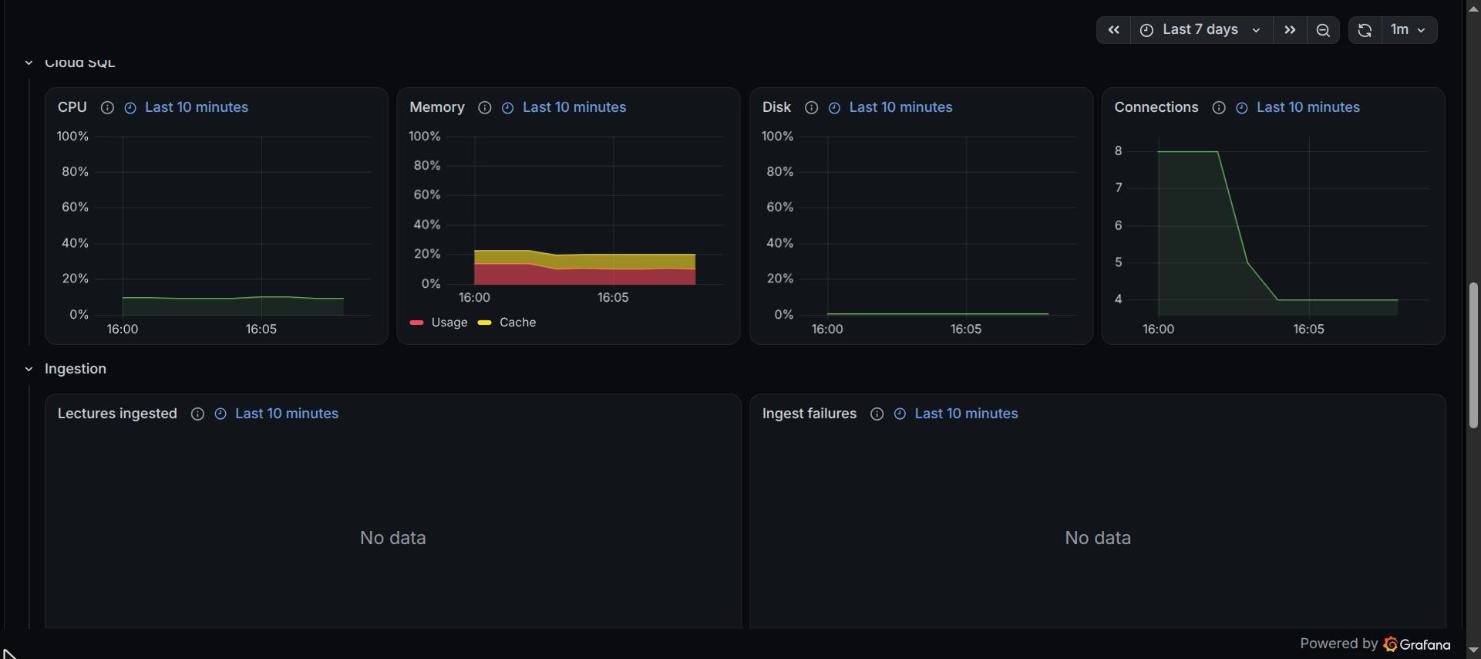 Last 7 days
1m
Cloud SQL
CPU Last 10 minutes
100%
80%
60%
40%
20%
0%
16:00 16:05
Memory Last 10 minutes
100%
80%
60%
40%
20%
0%
16:00 16:05
Usage Cache
Disk Last 10 minutes
100%
80%
60%
40%
20%
0%
16:00 16:05
Connections Last 10 minutes
8
7
6
5
4
16:00 16:05
Ingestion
Lectures ingested Last 10 minutes
No data
Ingest failures Last 10 minutes
No data
Powered by Grafana